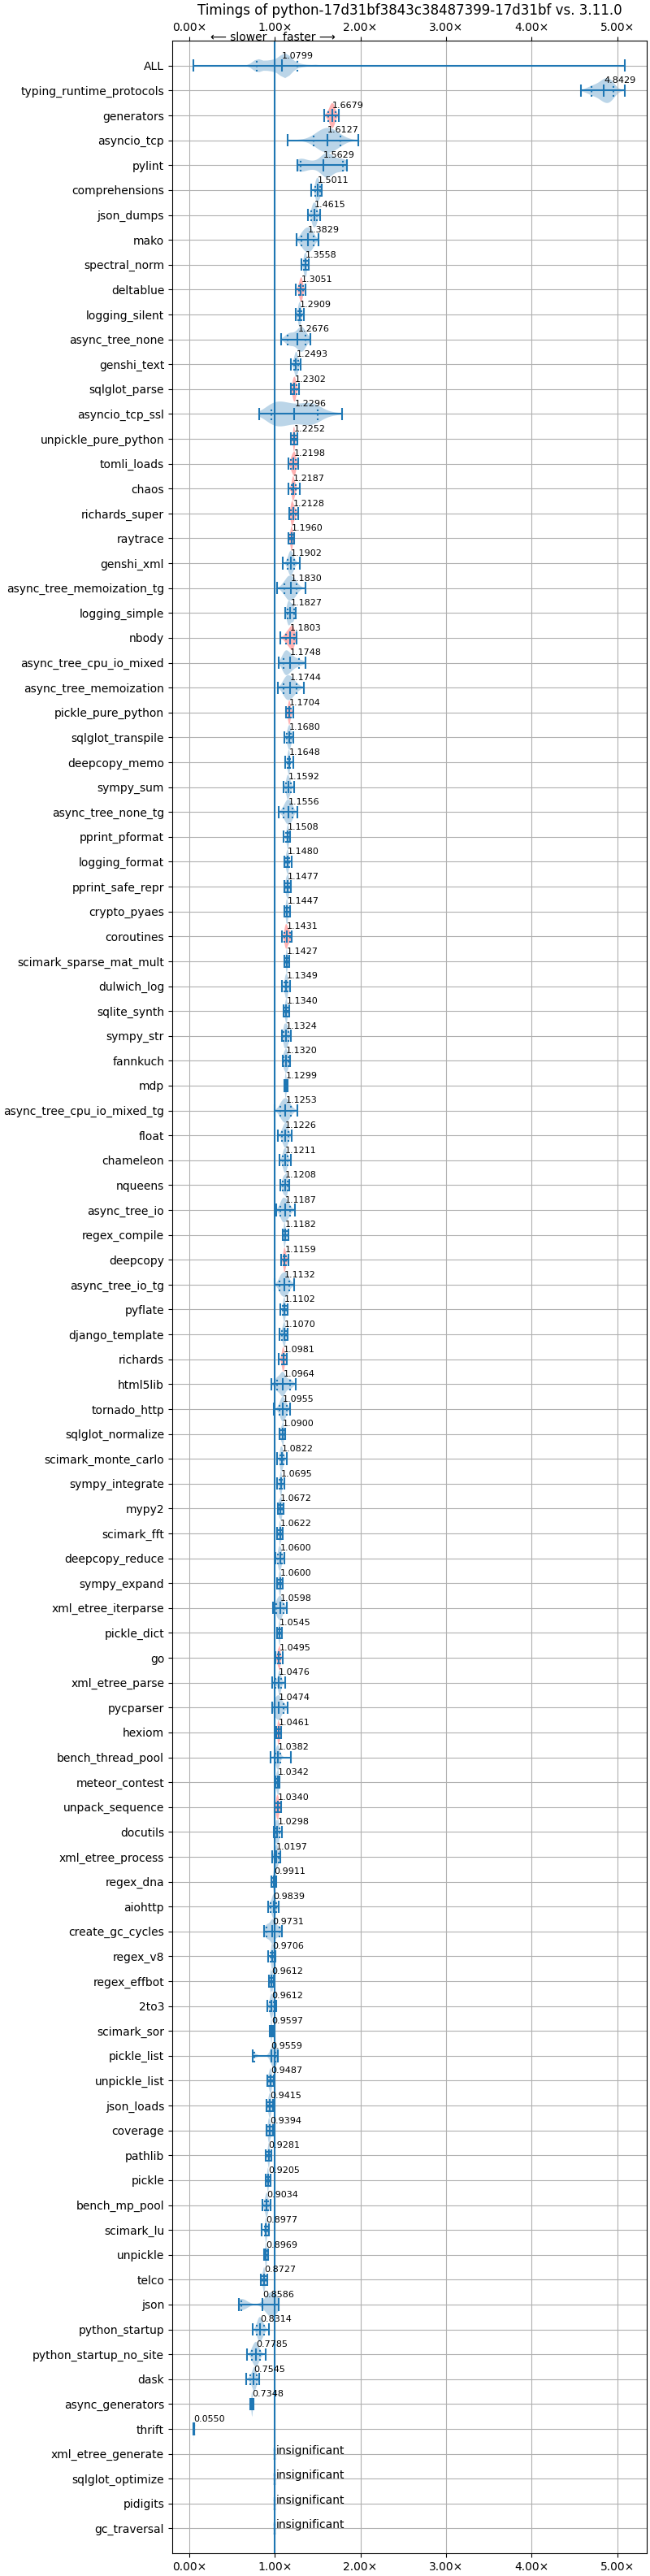 Timings of python-17d31bf3843c38487399-17d31bf vs. 3.11.0
0.00× 1.00× 2.00× 3.00× 4.00× 5.00×
⟵ slower faster ⟶
ALL 1.0799
typing_runtime_protocols 4.8429
generators 1.6679
asyncio_tcp 1.6127
pylint 1.5629
comprehensions 1.5011
json_dumps 1.4615
mako 1.3829
spectral_norm 1.3558
deltablue 1.3051
logging_silent 1.2909
async_tree_none 1.2676
genshi_text 1.2493
sqlglot_parse 1.2302
asyncio_tcp_ssl 1.2296
unpickle_pure_python 1.2252
tomli_loads 1.2198
chaos 1.2187
richards_super 1.2128
raytrace 1.1960
genshi_xml 1.1902
async_tree_memoization_tg 1.1830
logging_simple 1.1827
nbody 1.1803
async_tree_cpu_io_mixed 1.1748
async_tree_memoization 1.1744
pickle_pure_python 1.1704
sqlglot_transpile 1.1680
deepcopy_memo 1.1648
sympy_sum 1.1592
async_tree_none_tg 1.1556
pprint_pformat 1.1508
logging_format 1.1480
pprint_safe_repr 1.1477
crypto_pyaes 1.1447
coroutines 1.1431
scimark_sparse_mat_mult 1.1427
dulwich_log 1.1349
sqlite_synth 1.1340
sympy_str 1.1324
fannkuch 1.1320
mdp 1.1299
async_tree_cpu_io_mixed_tg 1.1253
float 1.1226
chameleon 1.1211
nqueens 1.1208
async_tree_io 1.1187
regex_compile 1.1182
deepcopy 1.1159
async_tree_io_tg 1.1132
pyflate 1.1102
django_template 1.1070
richards 1.0981
html5lib 1.0964
tornado_http 1.0955
sqlglot_normalize 1.0900
scimark_monte_carlo 1.0822
sympy_integrate 1.0695
mypy2 1.0672
scimark_fft 1.0622
deepcopy_reduce 1.0600
sympy_expand 1.0600
xml_etree_iterparse 1.0598
pickle_dict 1.0545
go 1.0495
xml_etree_parse 1.0476
pycparser 1.0474
hexiom 1.0461
bench_thread_pool 1.0382
meteor_contest 1.0342
unpack_sequence 1.0340
docutils 1.0298
xml_etree_process 1.0197
regex_dna 0.9911
aiohttp 0.9839
create_gc_cycles 0.9731
regex_v8 0.9706
regex_effbot 0.9612
2to3 0.9612
scimark_sor 0.9597
pickle_list 0.9559
unpickle_list 0.9487
json_loads 0.9415
coverage 0.9394
pathlib 0.9281
pickle 0.9205
bench_mp_pool 0.9034
scimark_lu 0.8977
unpickle 0.8969
telco 0.8727
json 0.8586
python_startup 0.8314
python_startup_no_site 0.7785
dask 0.7545
async_generators 0.7348
thrift 0.0550
xml_etree_generate insignificant
sqlglot_optimize insignificant
pidigits insignificant
gc_traversal insignificant
0.00× 1.00× 2.00× 3.00× 4.00× 5.00×